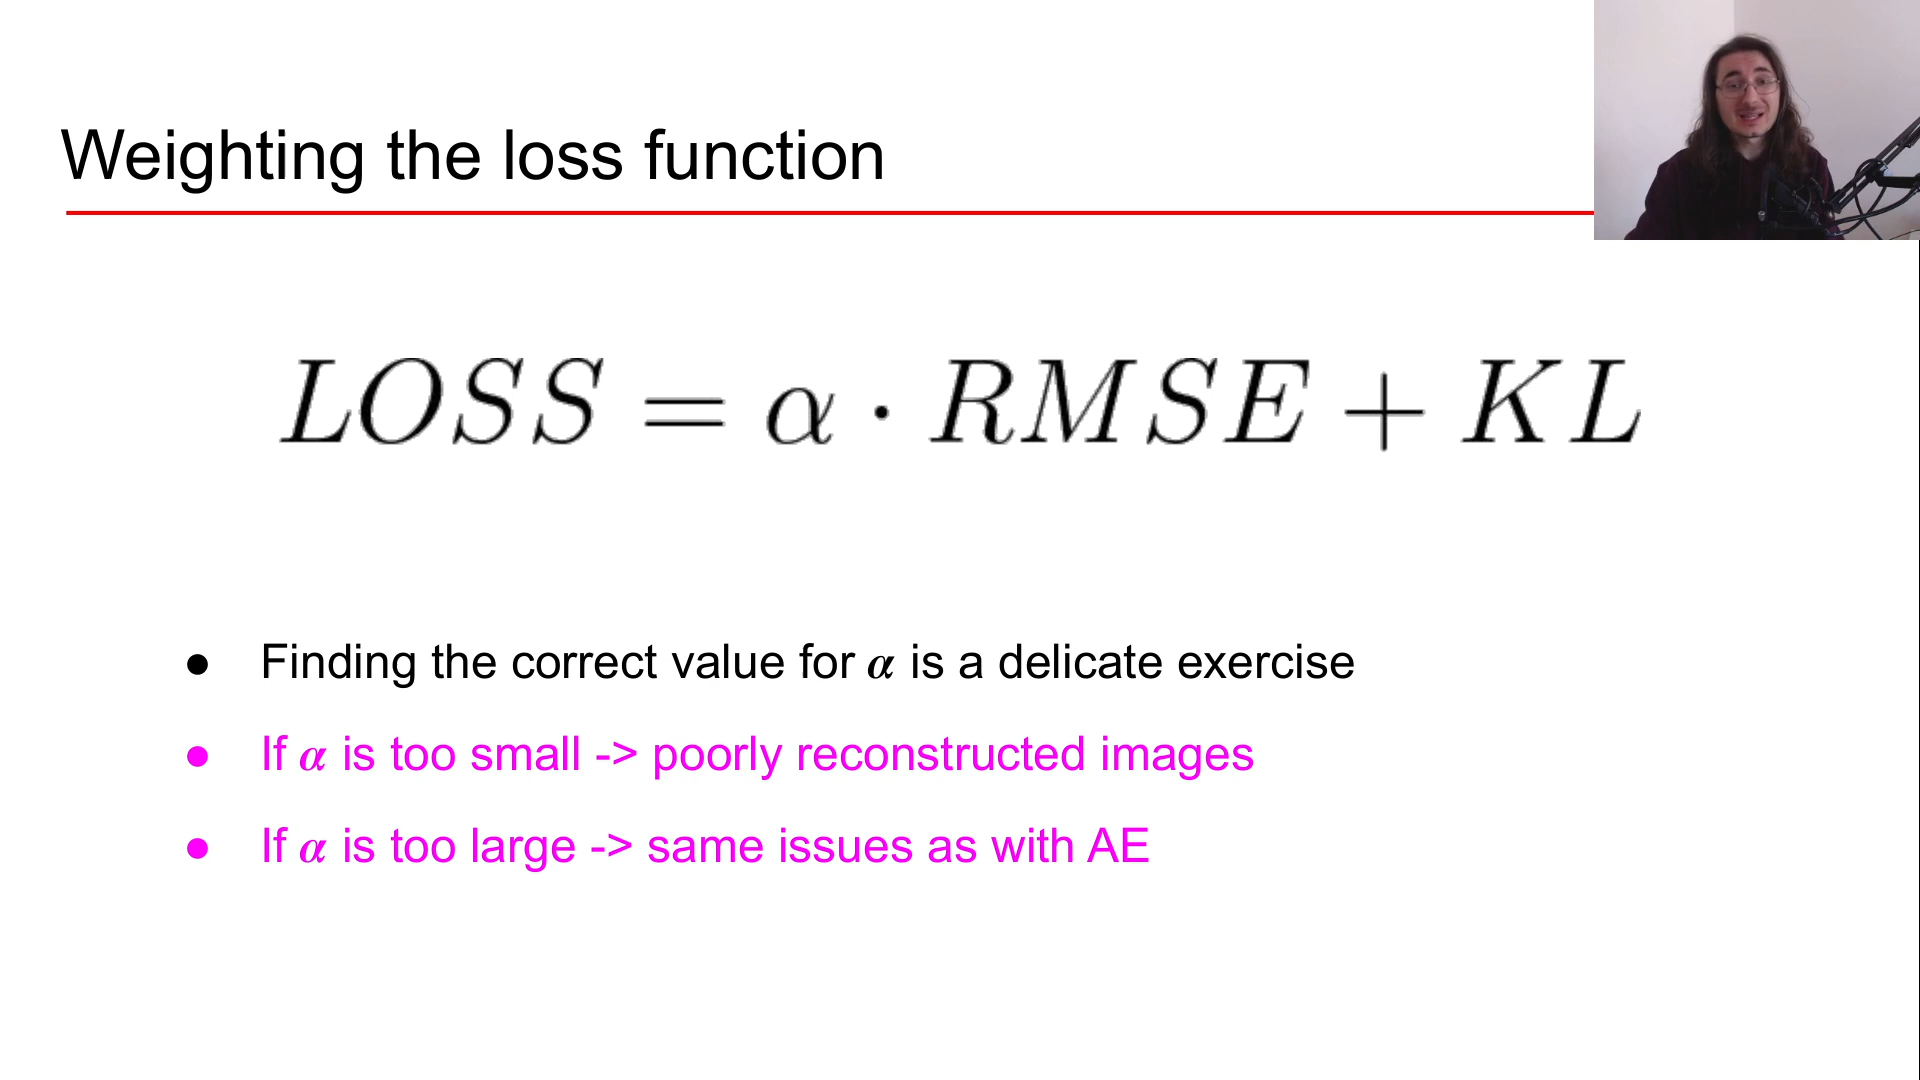 Weighting the loss function
LOSS = α · RMSE + KL
● Finding the correct value for α is a delicate exercise
● If α is too small -> poorly reconstructed images
● If α is too large -> same issues as with AE